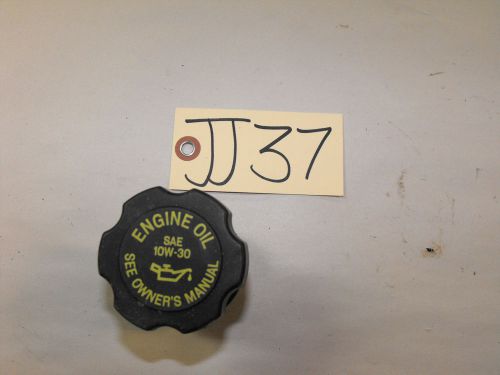 JJ37
ENGINE OIL
SAE
10W-30
SEE OWNER'S MANUAL